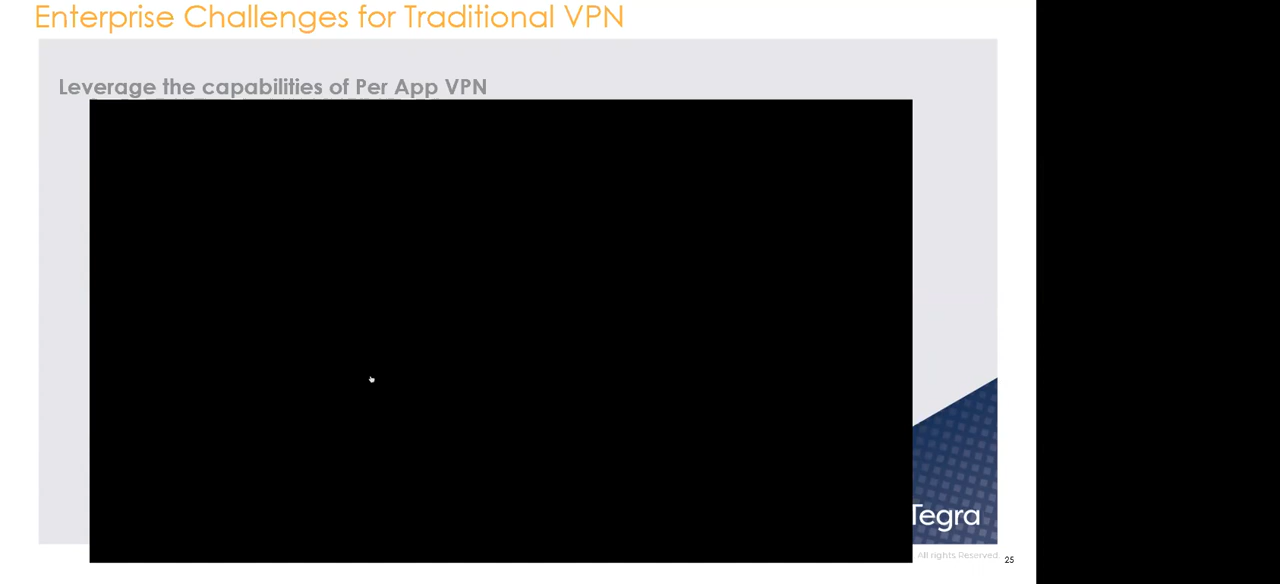 Enterprise Challenges for Traditional VPN
Leverage the capabilities of Per App VPN
Tegra
All rights Reserved
25